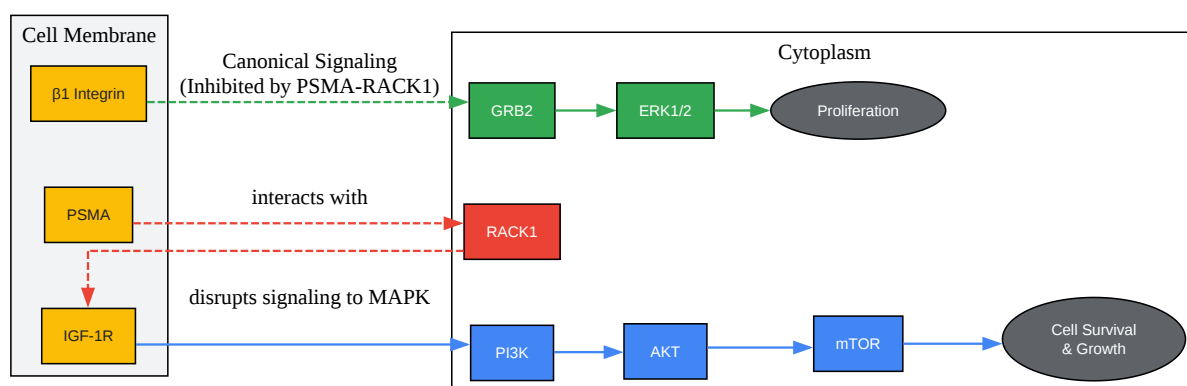 Cell Membrane
Cytoplasm
Canonical Signaling
(Inhibited by PSMA-RACK1)
β1 Integrin
GRB2
ERK1/2
Proliferation
interacts with
PSMA
RACK1
disrupts signaling to MAPK
IGF-1R
PI3K
AKT
mTOR
Cell Survival
& Growth